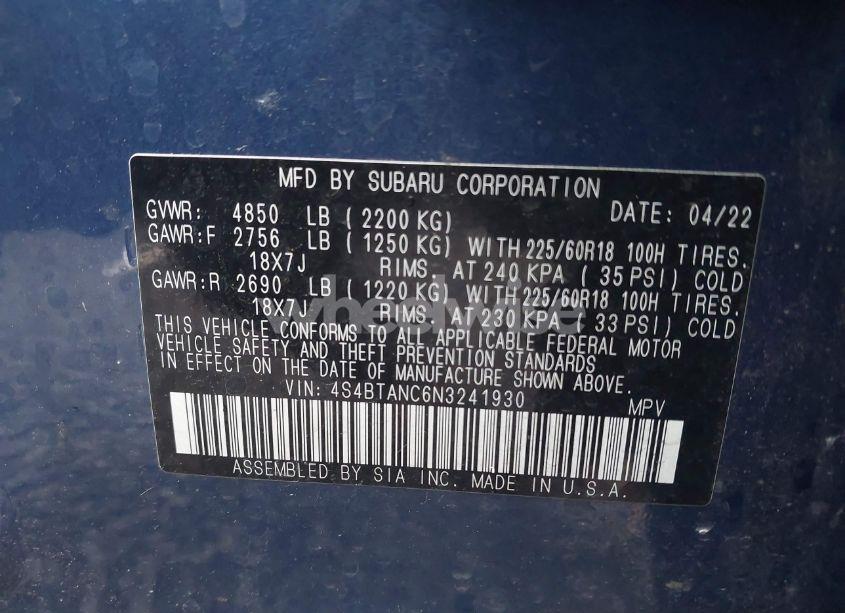 MFD BY SUBARU CORPORATION
GVWR: 4850 LB ( 2200 KG) DATE: 04/22
GAWR:F 2756 LB ( 1250 KG) WITH 225/60R18 100H TIRES.
18X7J RIMS. AT 240 KPA ( 35 PSI) COLD
GAWR:R 2690 LB ( 1220 KG) WITH 225/60R18 100H TIRES.
18X7J RIMS. AT 230 KPA ( 33 PSI) COLD
THIS VEHICLE CONFORMS TO ALL APPLICABLE FEDERAL MOTOR
VEHICLE SAFETY AND THEFT PREVENTION STANDARDS
IN EFFECT ON THE DATE OF MANUFACTURE SHOWN ABOVE.
VIN: 4S4BTANC6N3241930 MPV
ASSEMBLED BY SIA INC. MADE IN U.S.A.